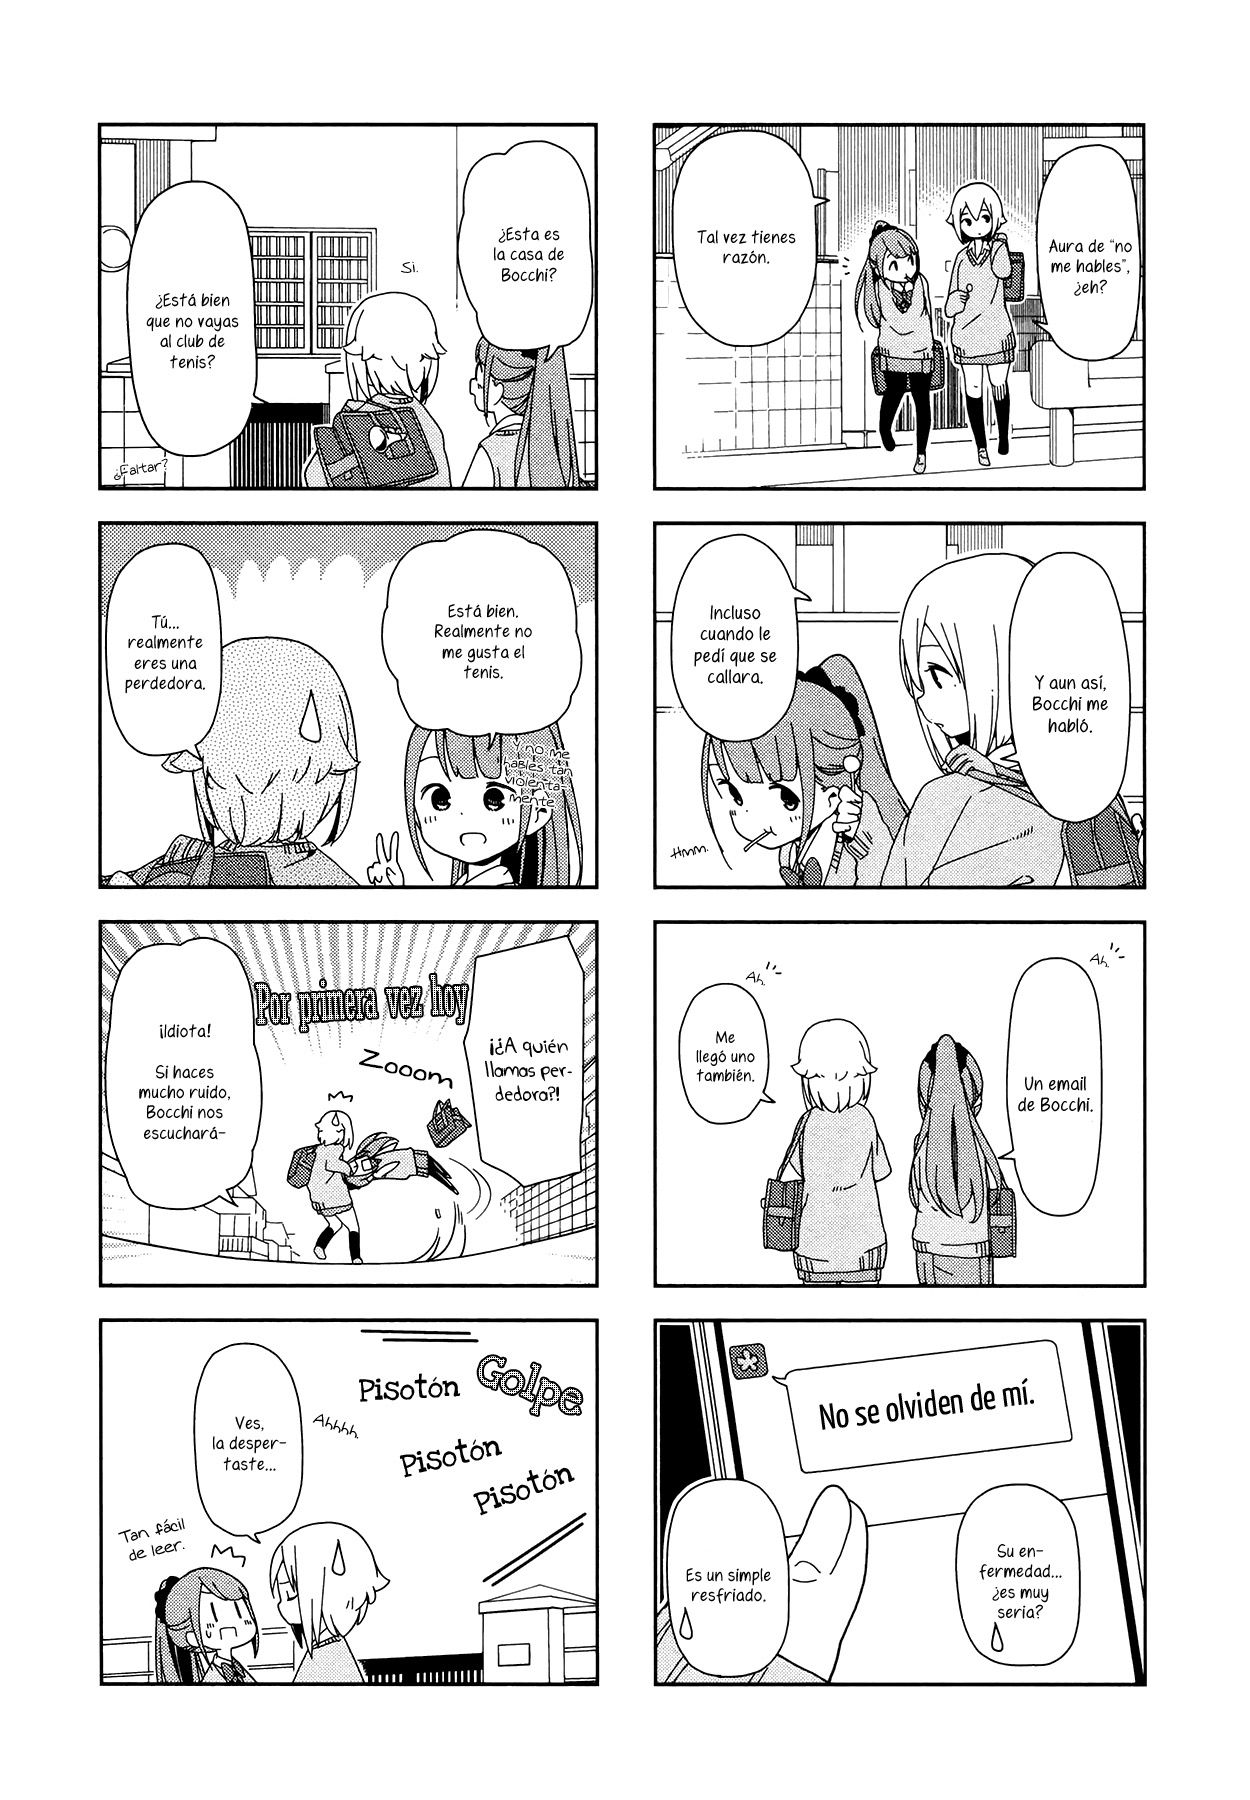 Aura de "no
me hables",
¿eh?
Tal vez tienes
razón.
Y aun así,
Bocchi me
habló.
Incluso
cuando le
pedí que se
callara.
Hmm.
Ah.
Un email
de Bocchi.
Ah.
Me
llegó uno
también.
No se olviden de mí.
Su en-
fermedad...
¿es muy
seria?
Es un simple
resfriado.
¿Esta es
la casa de
Bocchi?
Si.
¿Está bien
que no vayas
al club de
tenis?
¿Faltar?
Está bien.
Realmente no
me gusta el
tenis.
Y no me
hables tan
violenta-
mente
Tú...
realmente
eres una
perdedora.
¡¿A quién
llamas per-
dedora?!
Por primera vez hoy
Zooom
¡Idiota!
Si haces
mucho ruido,
Bocchi nos
escuchará-
Golpe
Pisotón
Pisotón
Pisotón
Ahhhh.
Ves,
la desper-
taste...
Tan fácil
de leer.